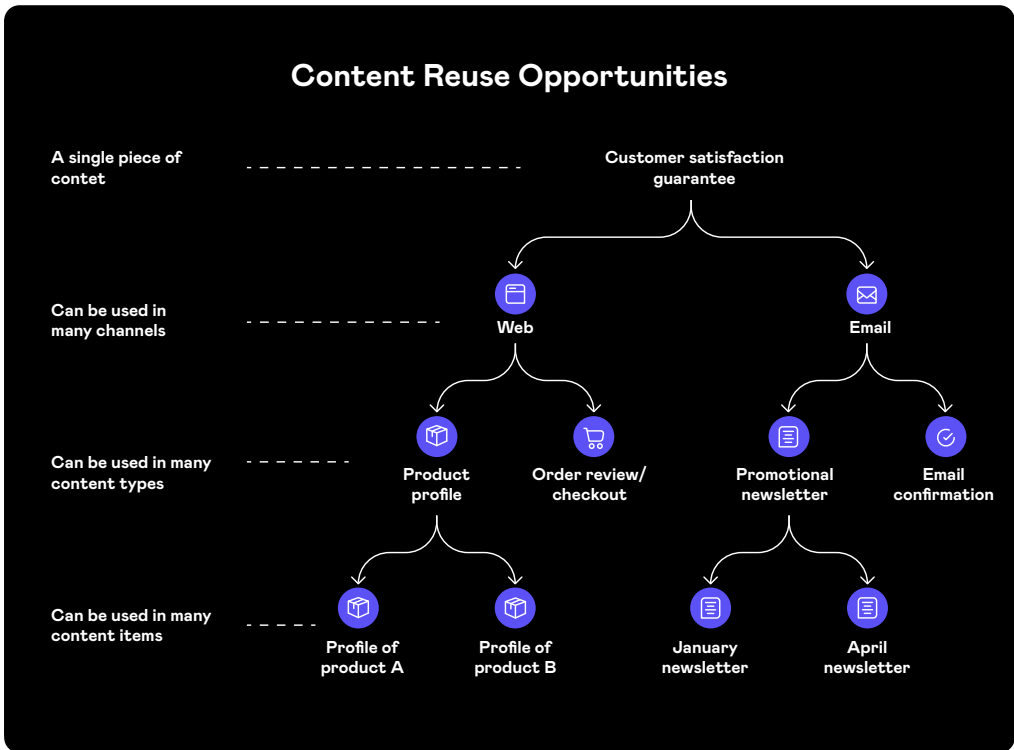 Content Reuse Opportunities
A single piece of
contet
Customer satisfaction
guarantee
Can be used in
many channels
Web
Email
Can be used in many
content types
Product
profile
Order review/
checkout
Promotional
newsletter
Email
confirmation
Can be used in many
content items
Profile of
product A
Profile of
product B
January
newsletter
April
newsletter